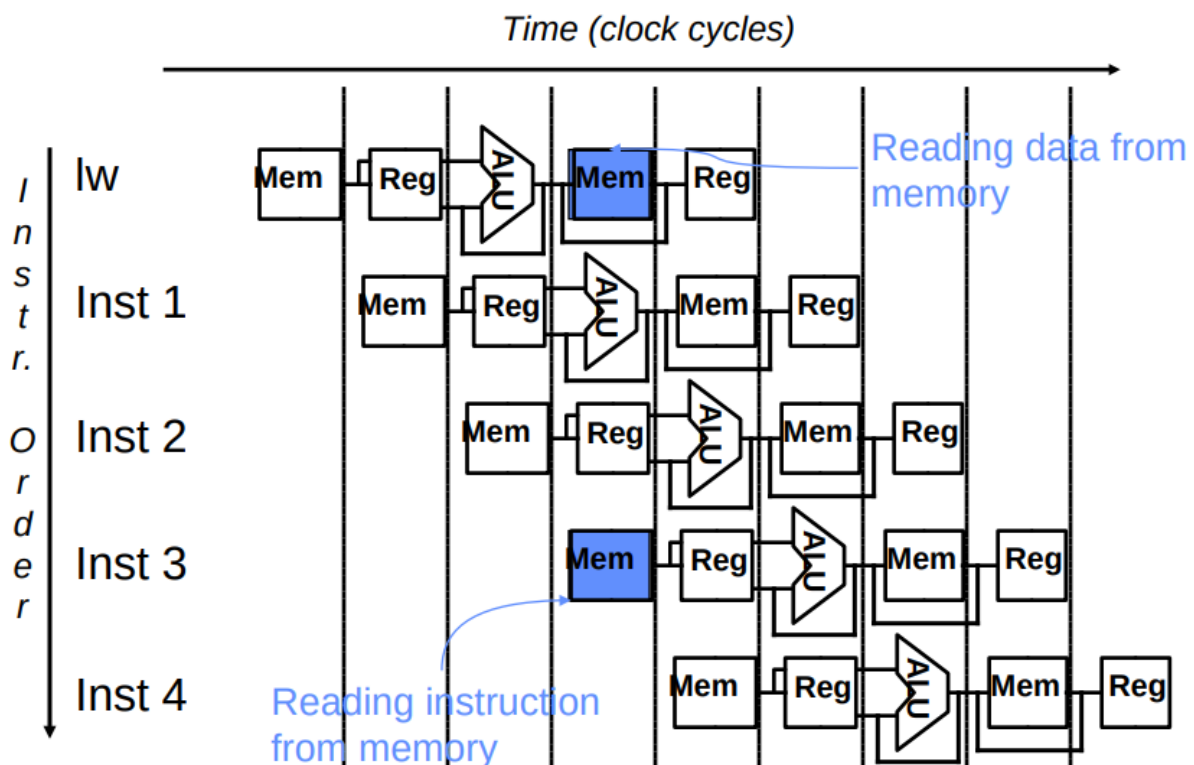 Time (clock cycles)
Instr. Order
lw
Mem Reg ALU Mem Reg
Reading data from
memory
Inst 1
Mem Reg ALU Mem Reg
Inst 2
Mem Reg ALU Mem Reg
Inst 3
Mem Reg ALU Mem Reg
Inst 4
Mem Reg ALU Mem Reg
Reading instruction
from memory